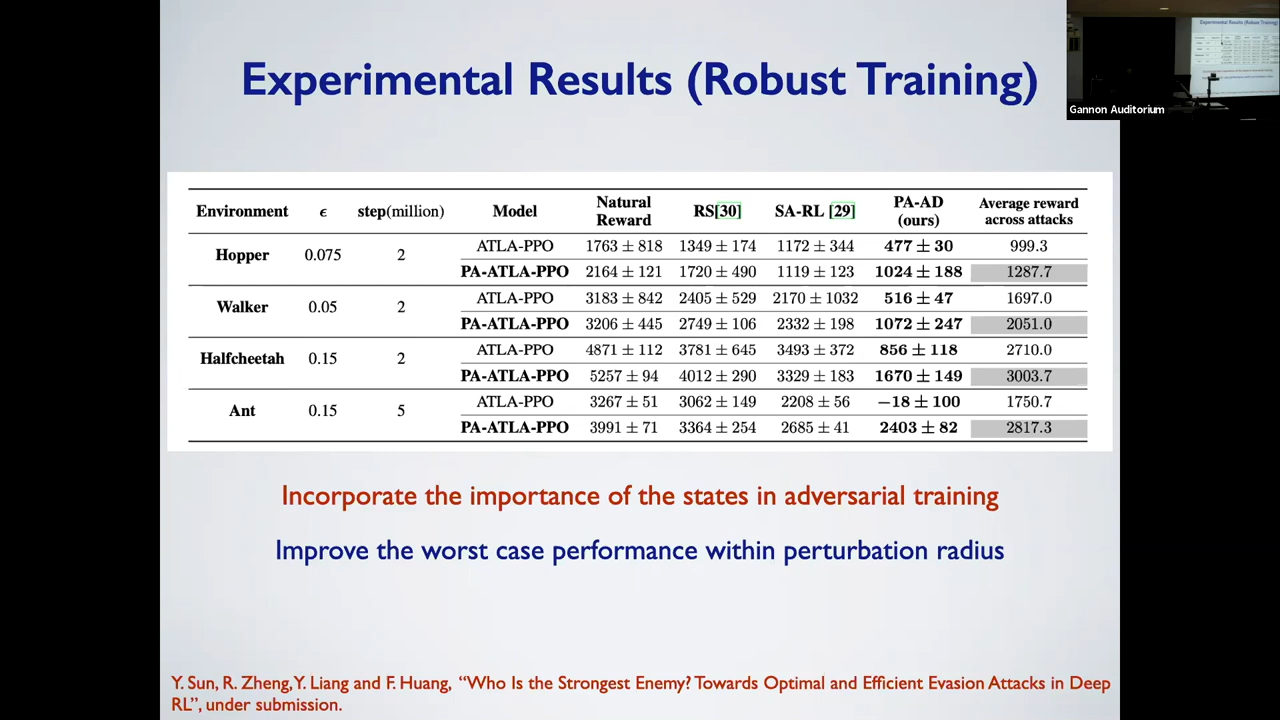 Experimental Results (Robust Training)
Gannon Auditorium
Environment ϵ step(million) Model Natural Reward RS[30] SA-RL [29] PA-AD (ours) Average reward across attacks
Hopper 0.075 2 ATLA-PPO 1763 ± 818 1349 ± 174 1172 ± 344 477 ± 30 999.3
PA-ATLA-PPO 2164 ± 121 1720 ± 490 1119 ± 123 1024 ± 188 1287.7
Walker 0.05 2 ATLA-PPO 3183 ± 842 2405 ± 529 2170 ± 1032 516 ± 47 1697.0
PA-ATLA-PPO 3206 ± 445 2749 ± 106 2332 ± 198 1072 ± 247 2051.0
Halfcheetah 0.15 2 ATLA-PPO 4871 ± 112 3781 ± 645 3493 ± 372 856 ± 118 2710.0
PA-ATLA-PPO 5257 ± 94 4012 ± 290 3329 ± 183 1670 ± 149 3003.7
Ant 0.15 5 ATLA-PPO 3267 ± 51 3062 ± 149 2208 ± 56 −18 ± 100 1750.7
PA-ATLA-PPO 3991 ± 71 3364 ± 254 2685 ± 41 2403 ± 82 2817.3
Incorporate the importance of the states in adversarial training
Improve the worst case performance within perturbation radius
Y. Sun, R. Zheng, Y. Liang and F. Huang, “Who Is the Strongest Enemy? Towards Optimal and Efficient Evasion Attacks in Deep
RL”, under submission.
Experimental Results (Robust Training)